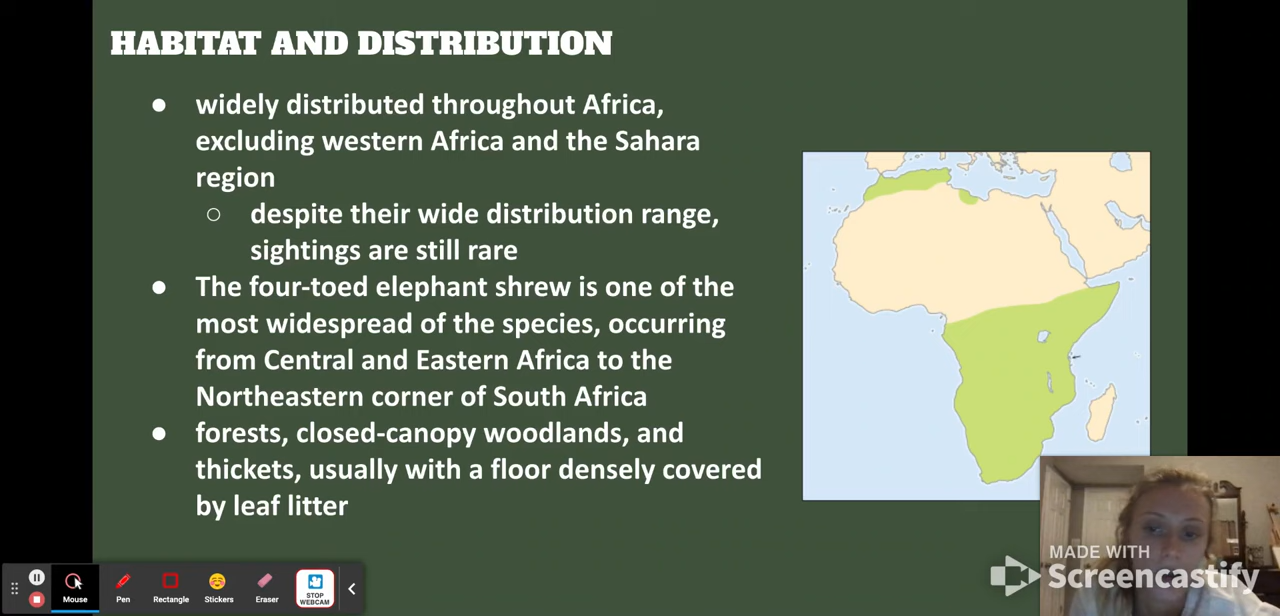 HABITAT AND DISTRIBUTION
● widely distributed throughout Africa,
excluding western Africa and the Sahara
region
○ despite their wide distribution range,
sightings are still rare
● The four-toed elephant shrew is one of the
most widespread of the species, occurring
from Central and Eastern Africa to the
Northeastern corner of South Africa
● forests, closed-canopy woodlands, and
thickets, usually with a floor densely covered
by leaf litter
MADE WITH
Screencastify
Mouse
Pen
Rectangle
Stickers
Eraser
STOP
WEBCAM